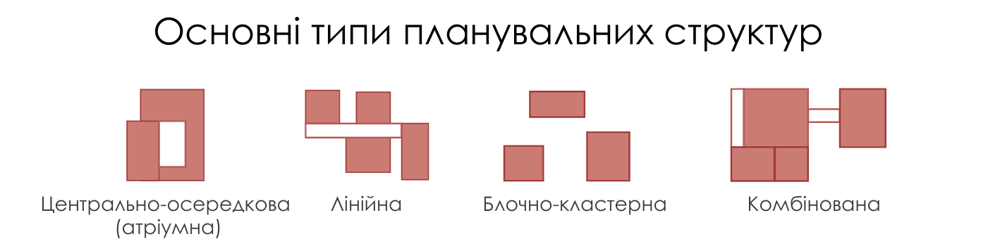 Основні типи планувальних структур
Центрально-осередкова
(атріумна)
Лінійна
Блочно-кластерна
Комбінована